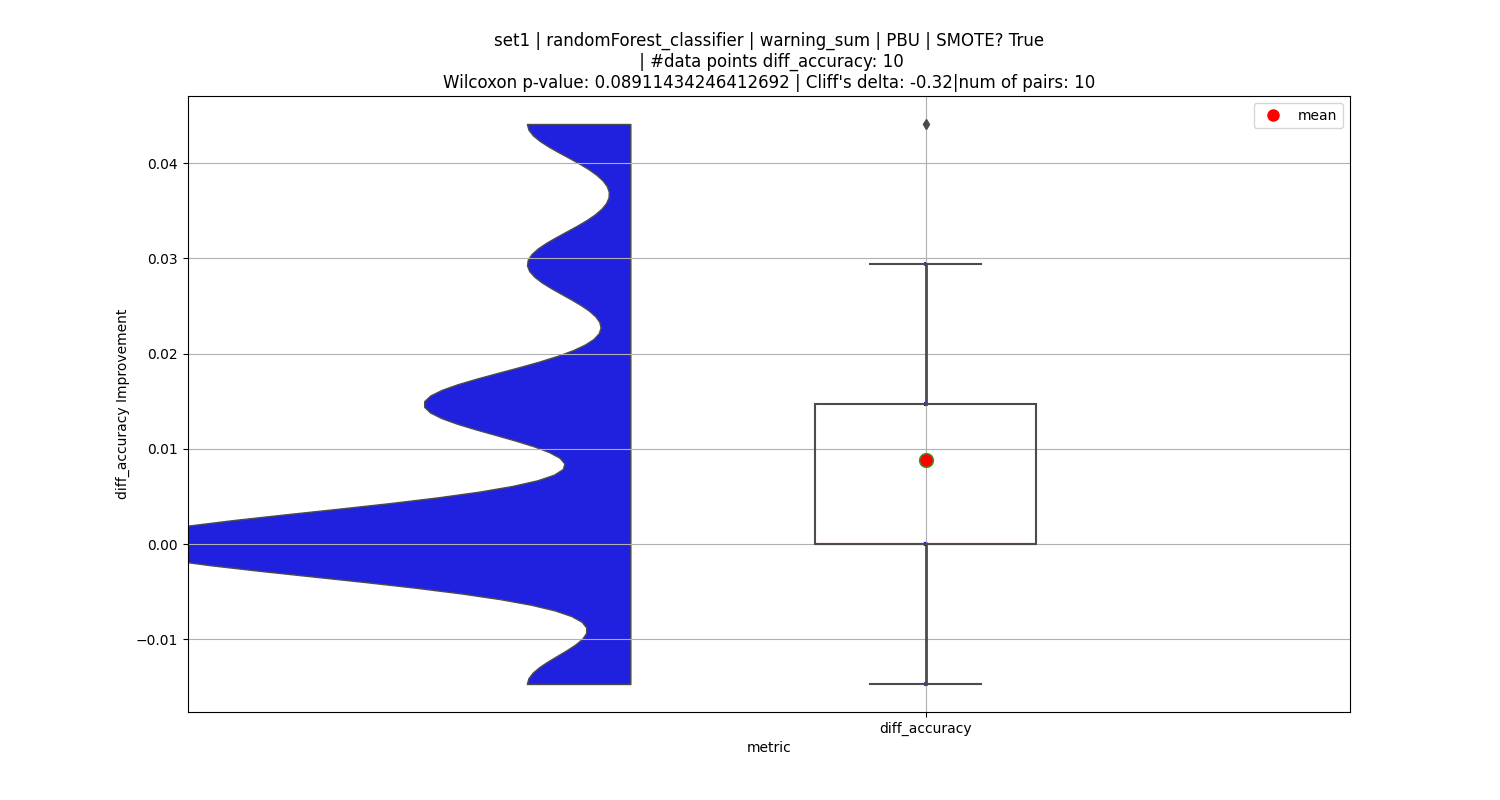 set1 | randomForest_classifier | warning_sum | PBU | SMOTE? True
| #data points diff_accuracy: 10
Wilcoxon p-value: 0.08911434246412692 | Cliff's delta: -0.32|num of pairs: 10
mean
0.04
0.03
0.02
0.01
0.00
−0.01
diff_accuracy Improvement
diff_accuracy
metric